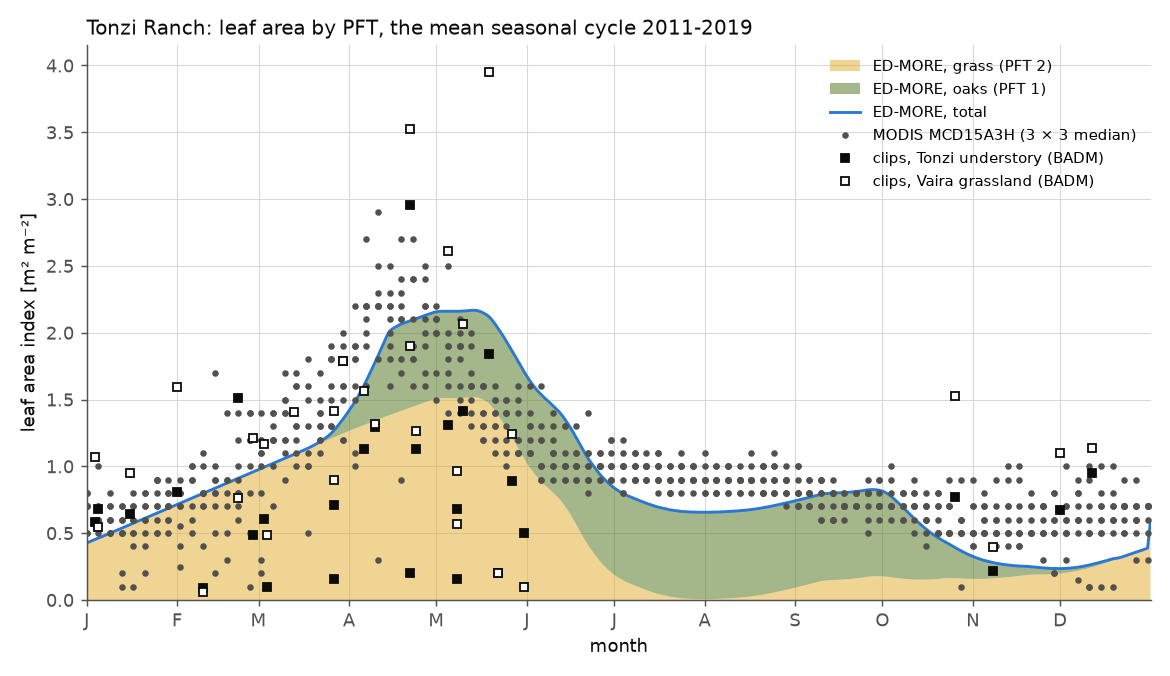 Tonzi Ranch: leaf area by PFT, the mean seasonal cycle 2011-2019
ED-MORE, grass (PFT 2)
ED-MORE, oaks (PFT 1)
ED-MORE, total
MODIS MCD15A3H (3 × 3 median)
clips, Tonzi understory (BADM)
clips, Vaira grassland (BADM)
leaf area index [m² m⁻²]
4.0
3.5
3.0
2.5
2.0
1.5
1.0
0.5
0.0
J F M A M J J A S O N D
month